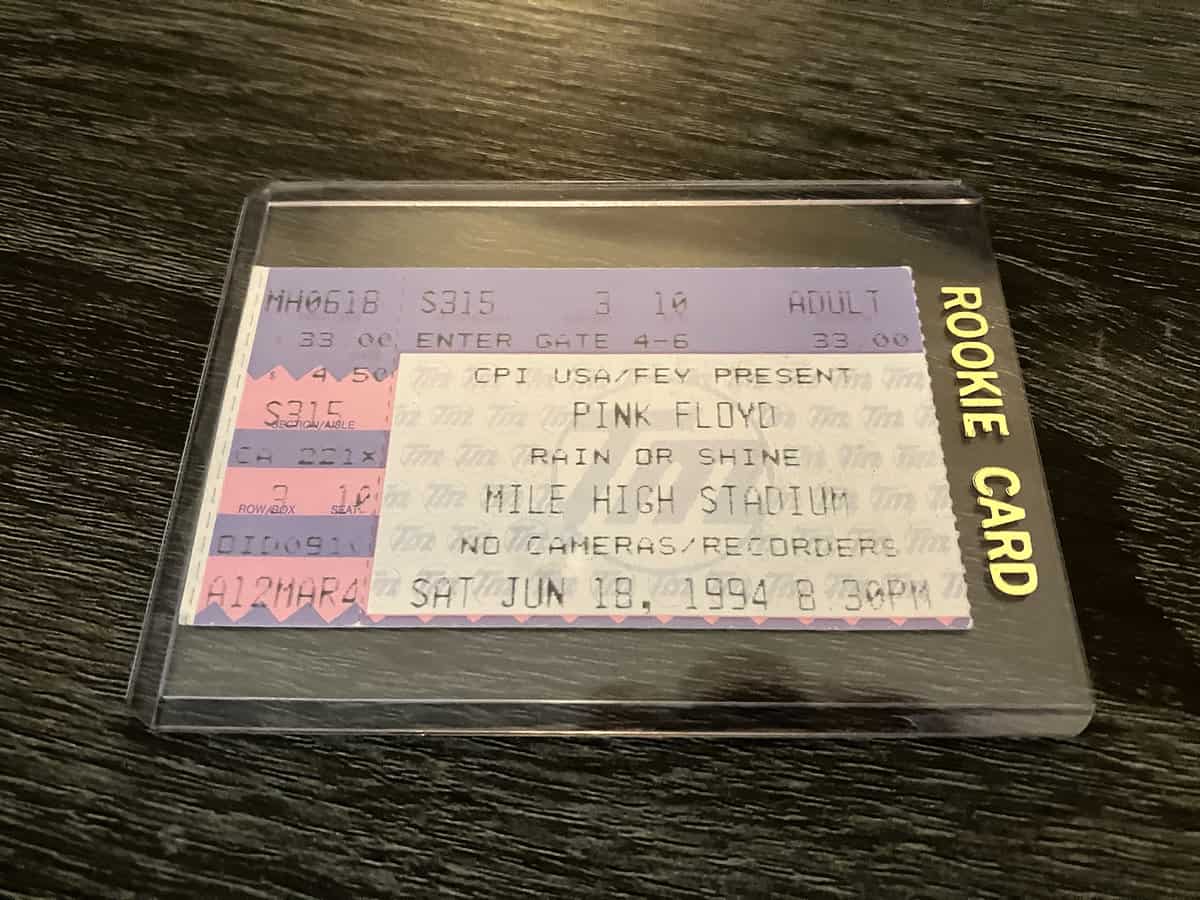 MH0618 S315 3 10 ADULT
33.00 ENTER GATE 4-6 33.00
4.50 CPI USA/FEY PRESENT
S315 PINK FLOYD
SECTION/AISLE
CA 221x RAIN OR SHINE
3 10 MILE HIGH STADIUM
ROW/BOX SEAT
NO CAMERAS/RECORDERS
A12MAR4 SAT JUN 18, 1994 8:30PM
ROOKIE CARD